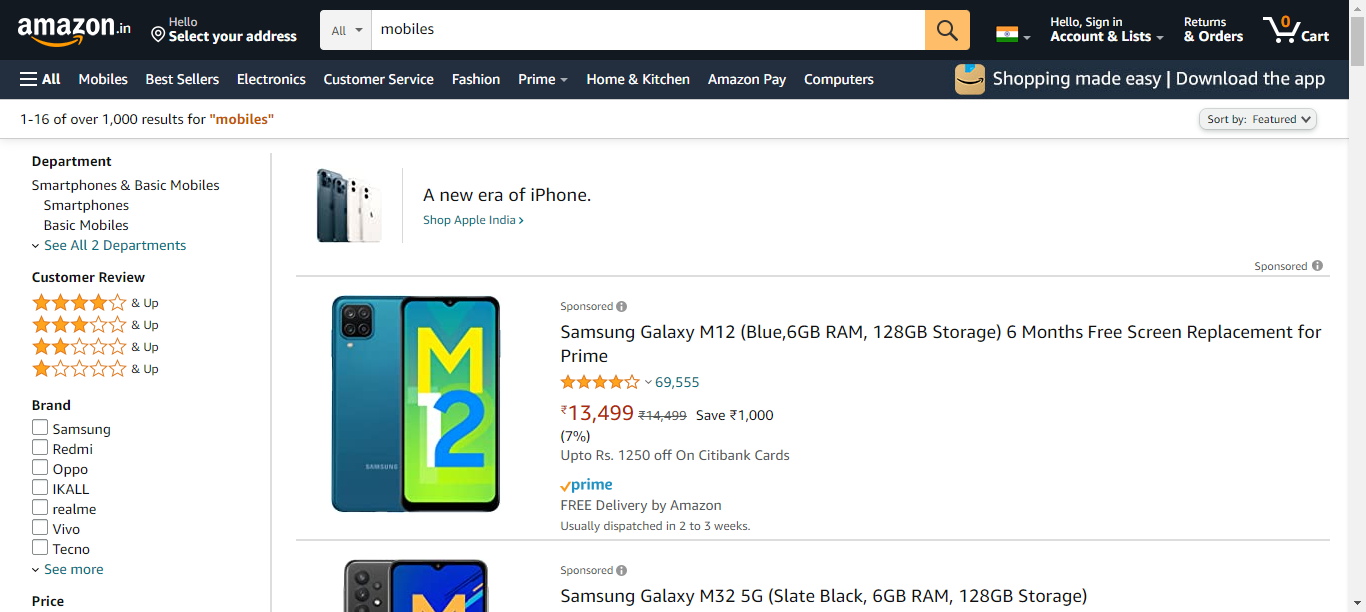 amazon.in
Hello
Select your address
All
mobiles
Hello, Sign in
Account & Lists
Returns
& Orders
0
Cart
All
Mobiles
Best Sellers
Electronics
Customer Service
Fashion
Prime
Home & Kitchen
Amazon Pay
Computers
Shopping made easy | Download the app
1-16 of over 1,000 results for "mobiles"
Sort by: Featured
Department
Smartphones & Basic Mobiles
Smartphones
Basic Mobiles
See All 2 Departments
Customer Review
& Up
& Up
& Up
& Up
Brand
Samsung
Redmi
Oppo
IKALL
realme
Vivo
Tecno
See more
Price
A new era of iPhone.
Shop Apple India ›
Sponsored
M
12
SAMSUNG
Sponsored
Samsung Galaxy M12 (Blue,6GB RAM, 128GB Storage) 6 Months Free Screen Replacement for
Prime
69,555
₹13,499 ₹14,499 Save ₹1,000
(7%)
Upto Rs. 1250 off On Citibank Cards
prime
FREE Delivery by Amazon
Usually dispatched in 2 to 3 weeks.
Sponsored
Samsung Galaxy M32 5G (Slate Black, 6GB RAM, 128GB Storage)